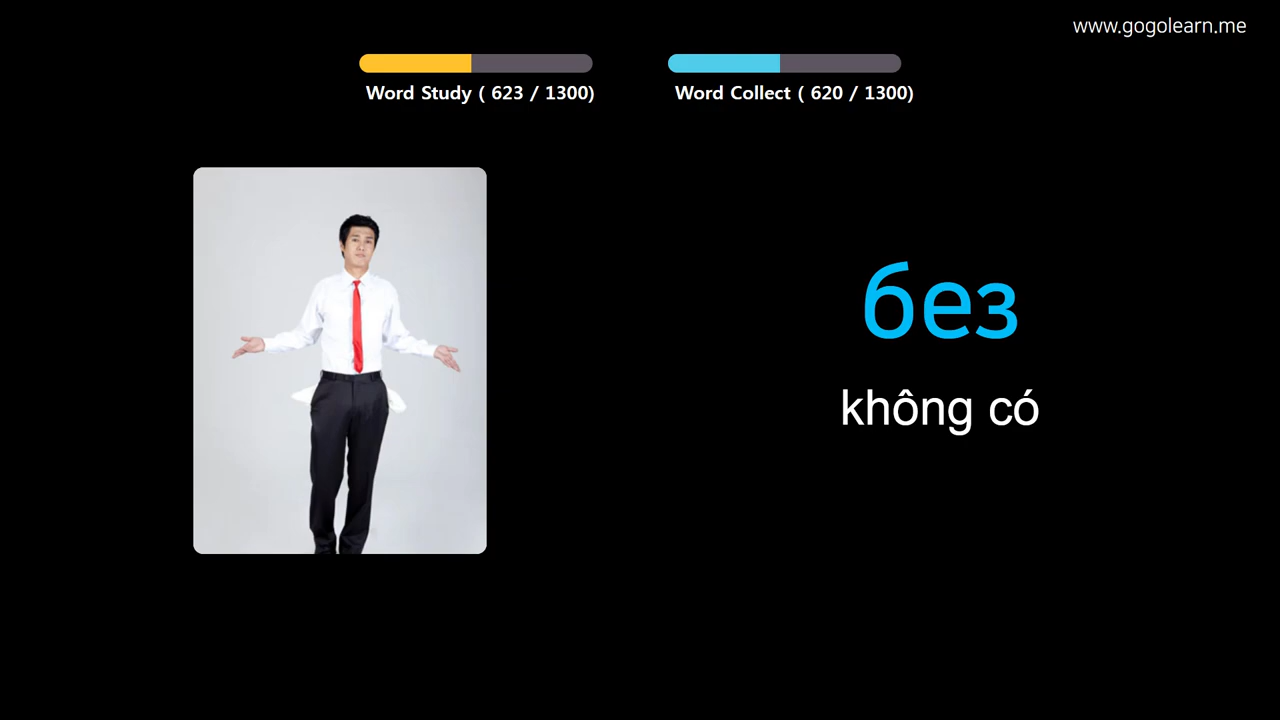 www.gogolearn.me
Word Study ( 623 / 1300)
Word Collect ( 620 / 1300)
без
không có